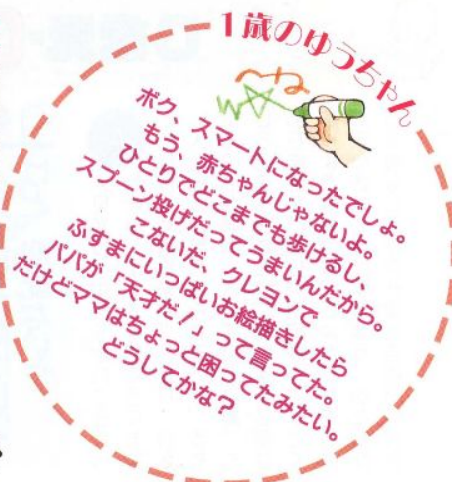 1歳のゆうちゃん
ボク、スマートになったでしょ。
もう、赤ちゃんじゃないよ。
ひとりでどこまでも歩けるし、
スプーン投げだってうまいんだから。
こないだ、クレヨンで
ふすまにいっぱいお絵描きしたら
パパが「天才だ!」って言ってた。
だけどママはちょっと困ってたみたい。
どうしてかな?